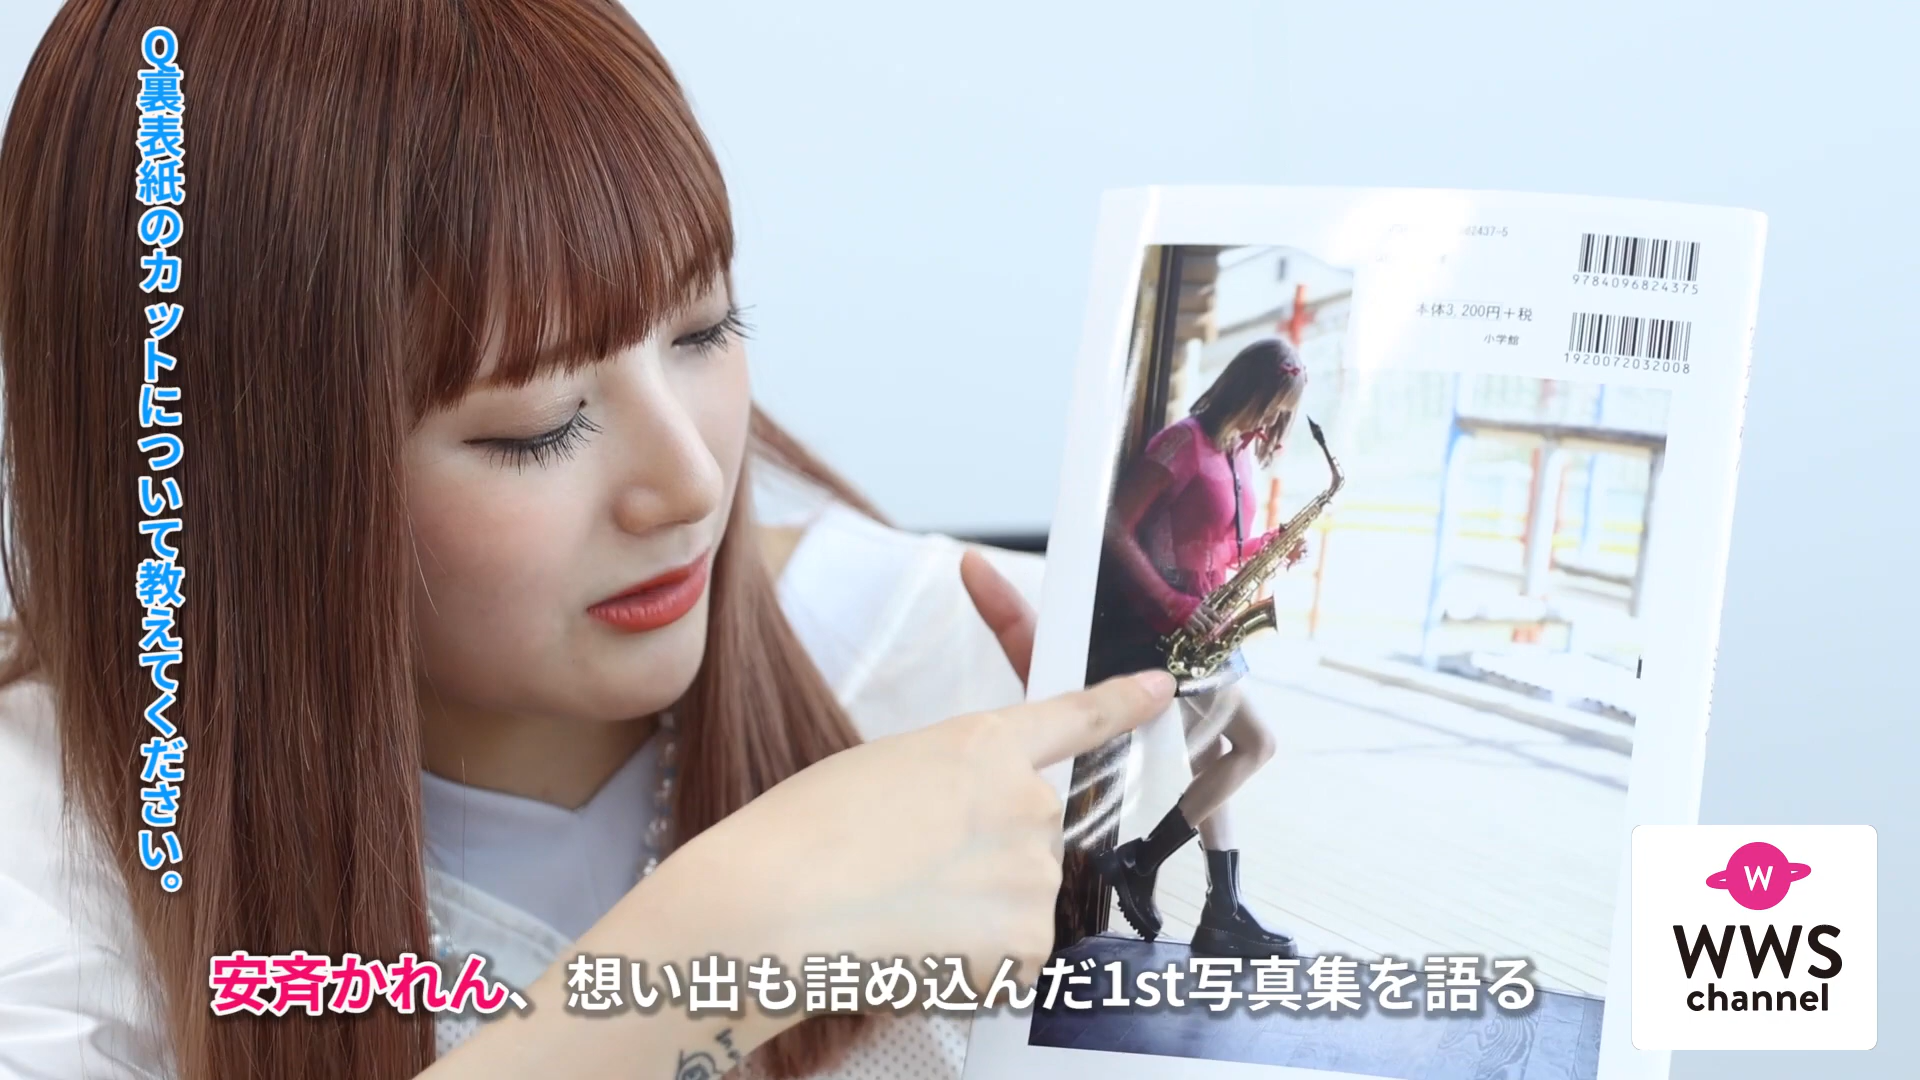 Q裏表紙のカットについて教えてください。
62437-5
9784096824375
本体3,200円+税
小学館
1920072032008
安斉かれん、想い出も詰め込んだ1st写真集を語る
W
WWS
channel